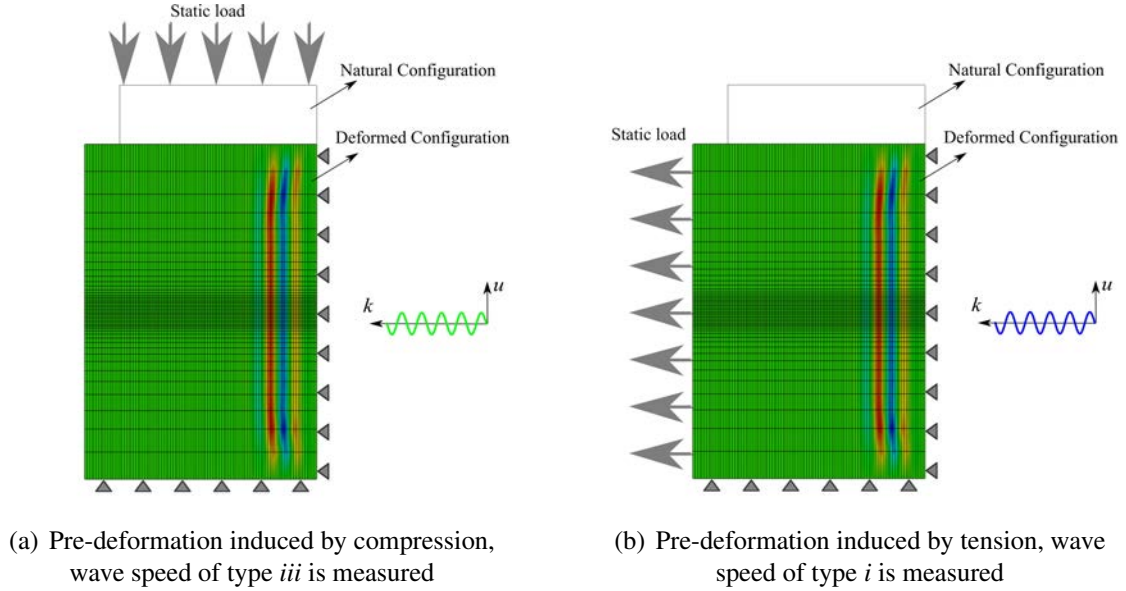 Static load
Natural Configuration
Deformed Configuration
k
u
(a) Pre-deformation induced by compression,
wave speed of type iii is measured
Natural Configuration
Static load
Deformed Configuration
k
u
(b) Pre-deformation induced by tension, wave
speed of type i is measured